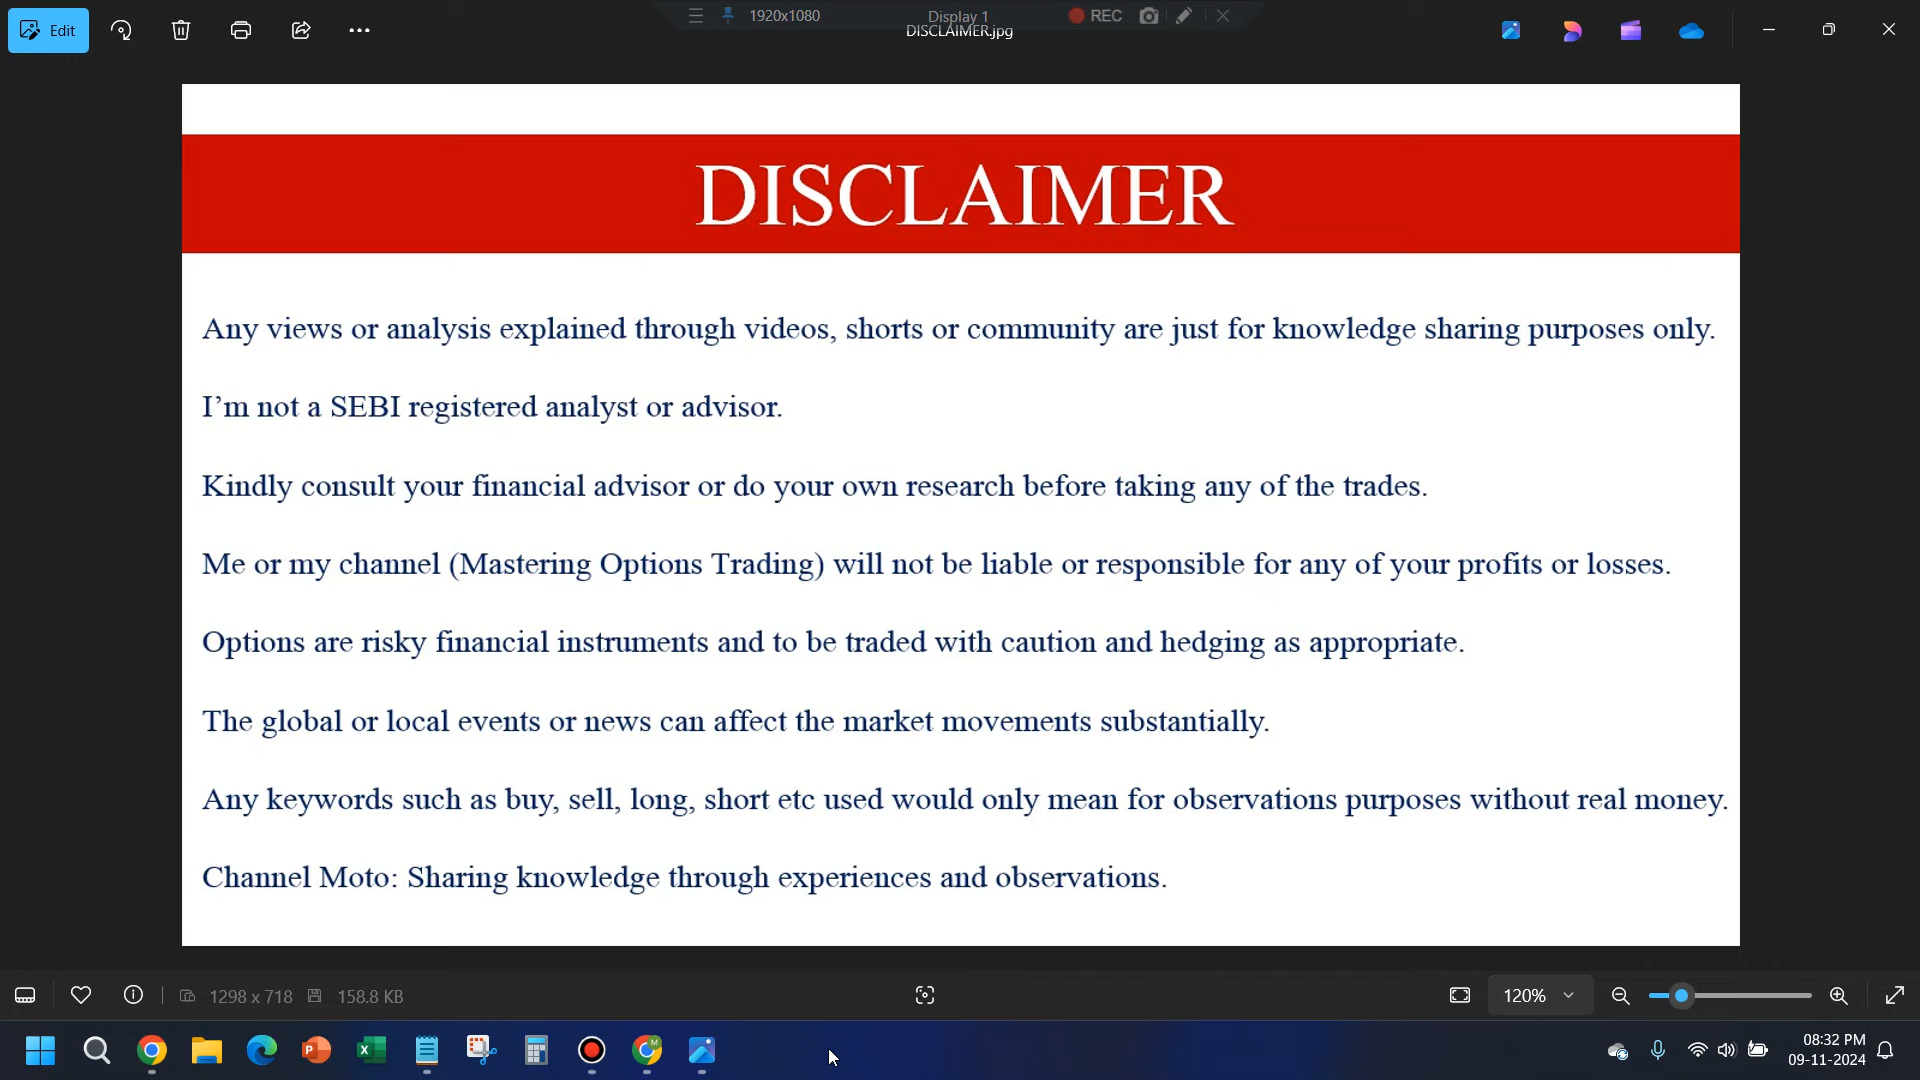 Edit
1920x1080
Display 1
REC
DISCLAIMER.jpg
DISCLAIMER
Any views or analysis explained through videos, shorts or community are just for knowledge sharing purposes only.
I’m not a SEBI registered analyst or advisor.
Kindly consult your financial advisor or do your own research before taking any of the trades.
Me or my channel (Mastering Options Trading) will not be liable or responsible for any of your profits or losses.
Options are risky financial instruments and to be traded with caution and hedging as appropriate.
The global or local events or news can affect the market movements substantially.
Any keywords such as buy, sell, long, short etc used would only mean for observations purposes without real money.
Channel Moto: Sharing knowledge through experiences and observations.
1298 x 718
158.8 KB
120%
08:32 PM
09-11-2024